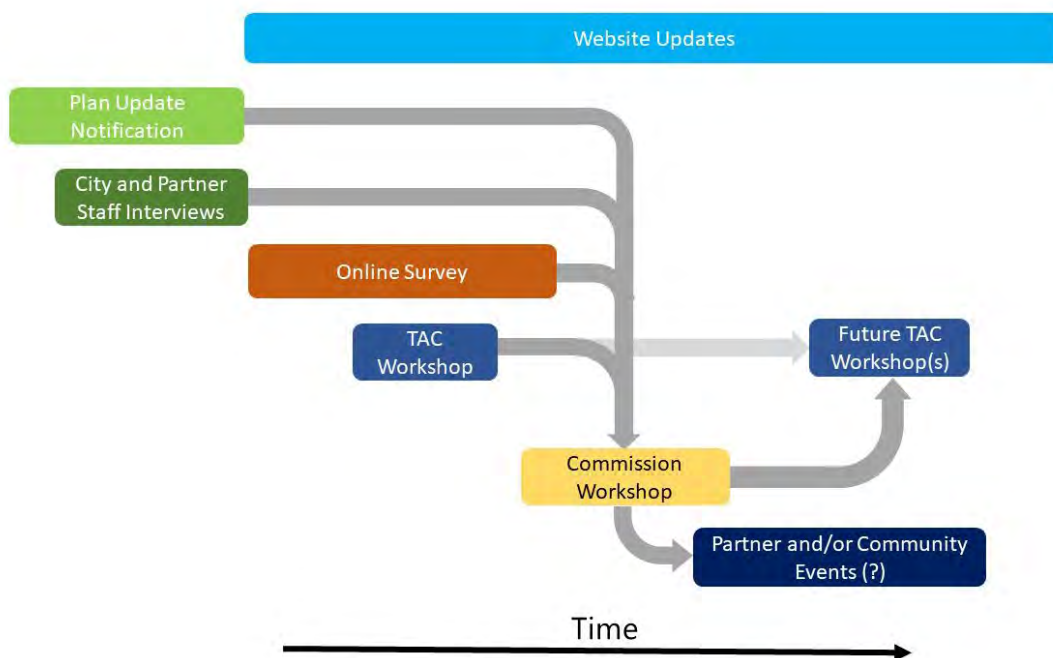 Website Updates
Plan Update
Notification
City and Partner
Staff Interviews
Online Survey
TAC
Workshop
Future TAC
Workshop(s)
Commission
Workshop
Partner and/or Community
Events (?)
Time